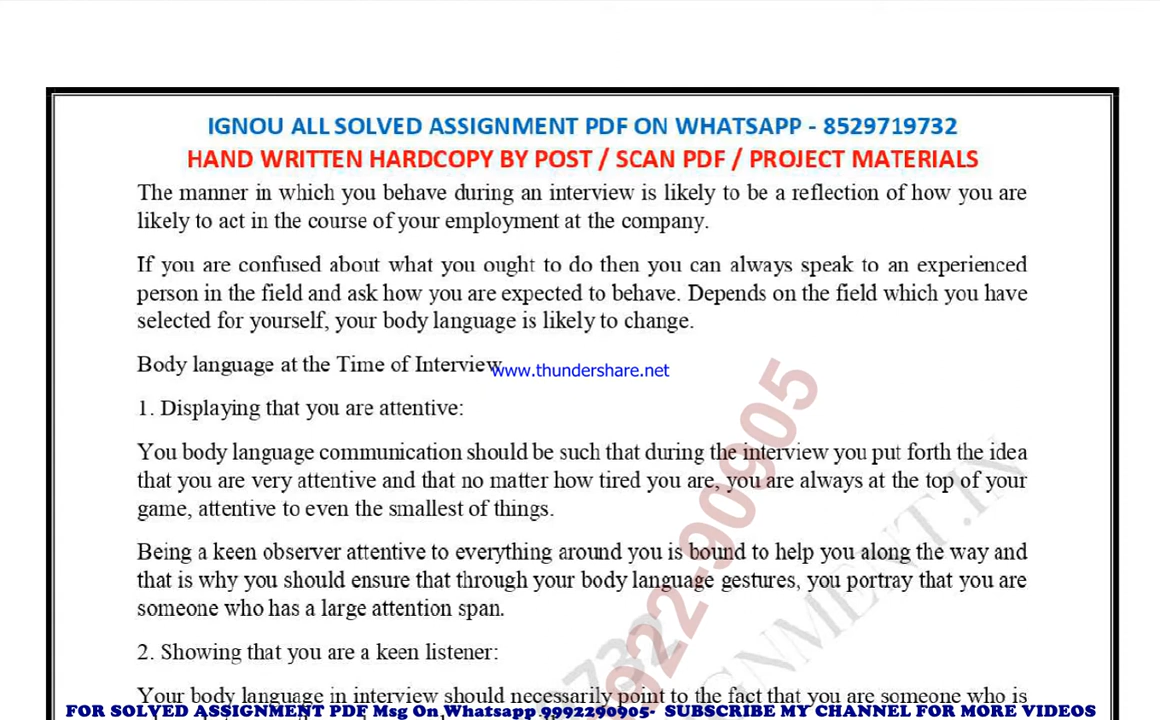 IGNOU ALL SOLVED ASSIGNMENT PDF ON WHATSAPP - 8529719732
HAND WRITTEN HARDCOPY BY POST / SCAN PDF / PROJECT MATERIALS
The manner in which you behave during an interview is likely to be a reflection of how you are
likely to act in the course of your employment at the company.
If you are confused about what you ought to do then you can always speak to an experienced
person in the field and ask how you are expected to behave. Depends on the field which you have
selected for yourself, your body language is likely to change.
Body language at the Time of Interview
www.thundershare.net
1. Displaying that you are attentive:
You body language communication should be such that during the interview you put forth the idea
that you are very attentive and that no matter how tired you are, you are always at the top of your
game, attentive to even the smallest of things.
Being a keen observer attentive to everything around you is bound to help you along the way and
that is why you should ensure that through your body language gestures, you portray that you are
someone who has a large attention span.
2. Showing that you are a keen listener:
Your body language in interview should necessarily point to the fact that you are someone who is
FOR SOLVED ASSIGNMENT PDF Msg On Whatsapp 9992290905- SUBSCRIBE MY CHANNEL FOR MORE VIDEOS
9732
922-90905
IGNMENT.IN